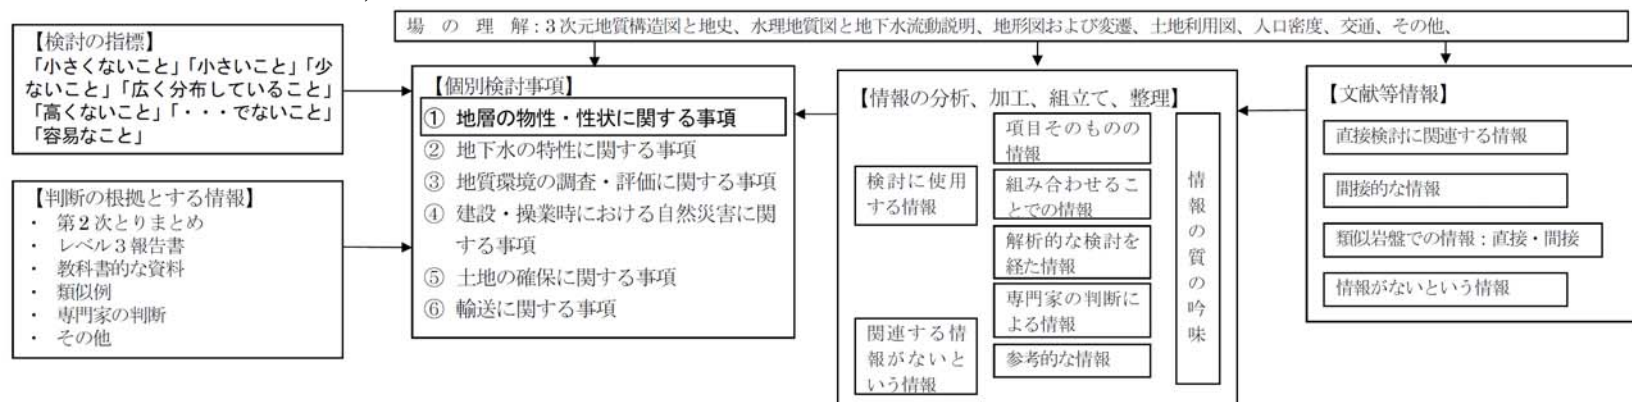 場の理解：3次元地質構造図と地史、水理地質図と地下水流動説明、地形図および変遷、土地利用図、人口密度、交通、その他、
【検討の指標】
「小さくないこと」「小さいこと」「少
ないこと」「広く分布していること」
「高くないこと」「・・・でないこと」
「容易なこと」
【判断の根拠とする情報】
・ 第2次とりまとめ
・ レベル3報告書
・ 教科書的な資料
・ 類似例
・ 専門家の判断
・ その他
【個別検討事項】
① 地層の物性・性状に関する事項
② 地下水の特性に関する事項
③ 地質環境の調査・評価に関する事項
④ 建設・操業時における自然災害に関
する事項
⑤ 土地の確保に関する事項
⑥ 輸送に関する事項
【情報の分析、加工、組立て、整理】
検討に使用
する情報
関連する情
報がないと
いう情報
項目そのものの
情報
組み合わせるこ
とでの情報
解析的な検討を
経た情報
専門家の判断に
よる情報
参考的な情報
情報の質の吟味
【文献等情報】
直接検討に関連する情報
間接的な情報
類似岩盤での情報：直接・間接
情報がないという情報